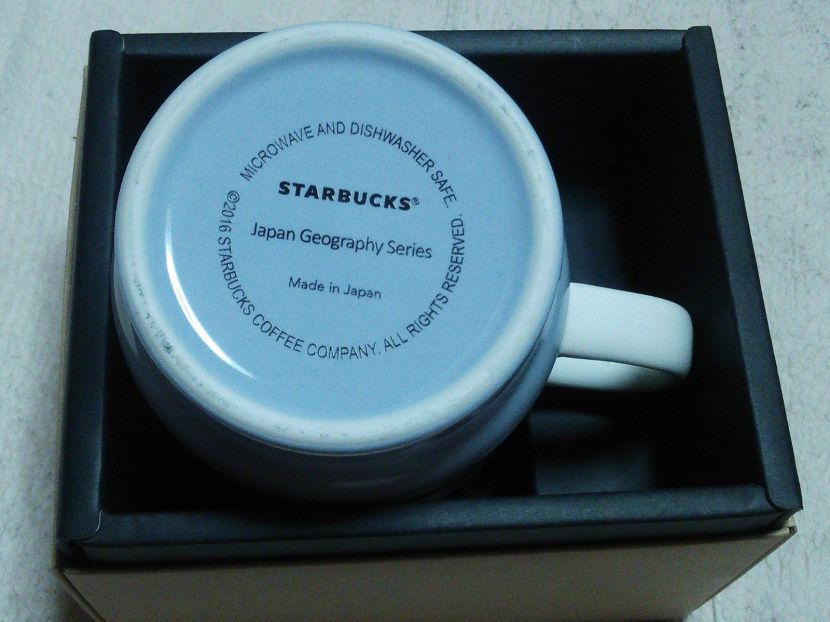 MICROWAVE AND DISHWASHER SAFE.
STARBUCKS®
Japan Geography Series
Made in Japan
©2016 STARBUCKS COFFEE COMPANY. ALL RIGHTS RESERVED.